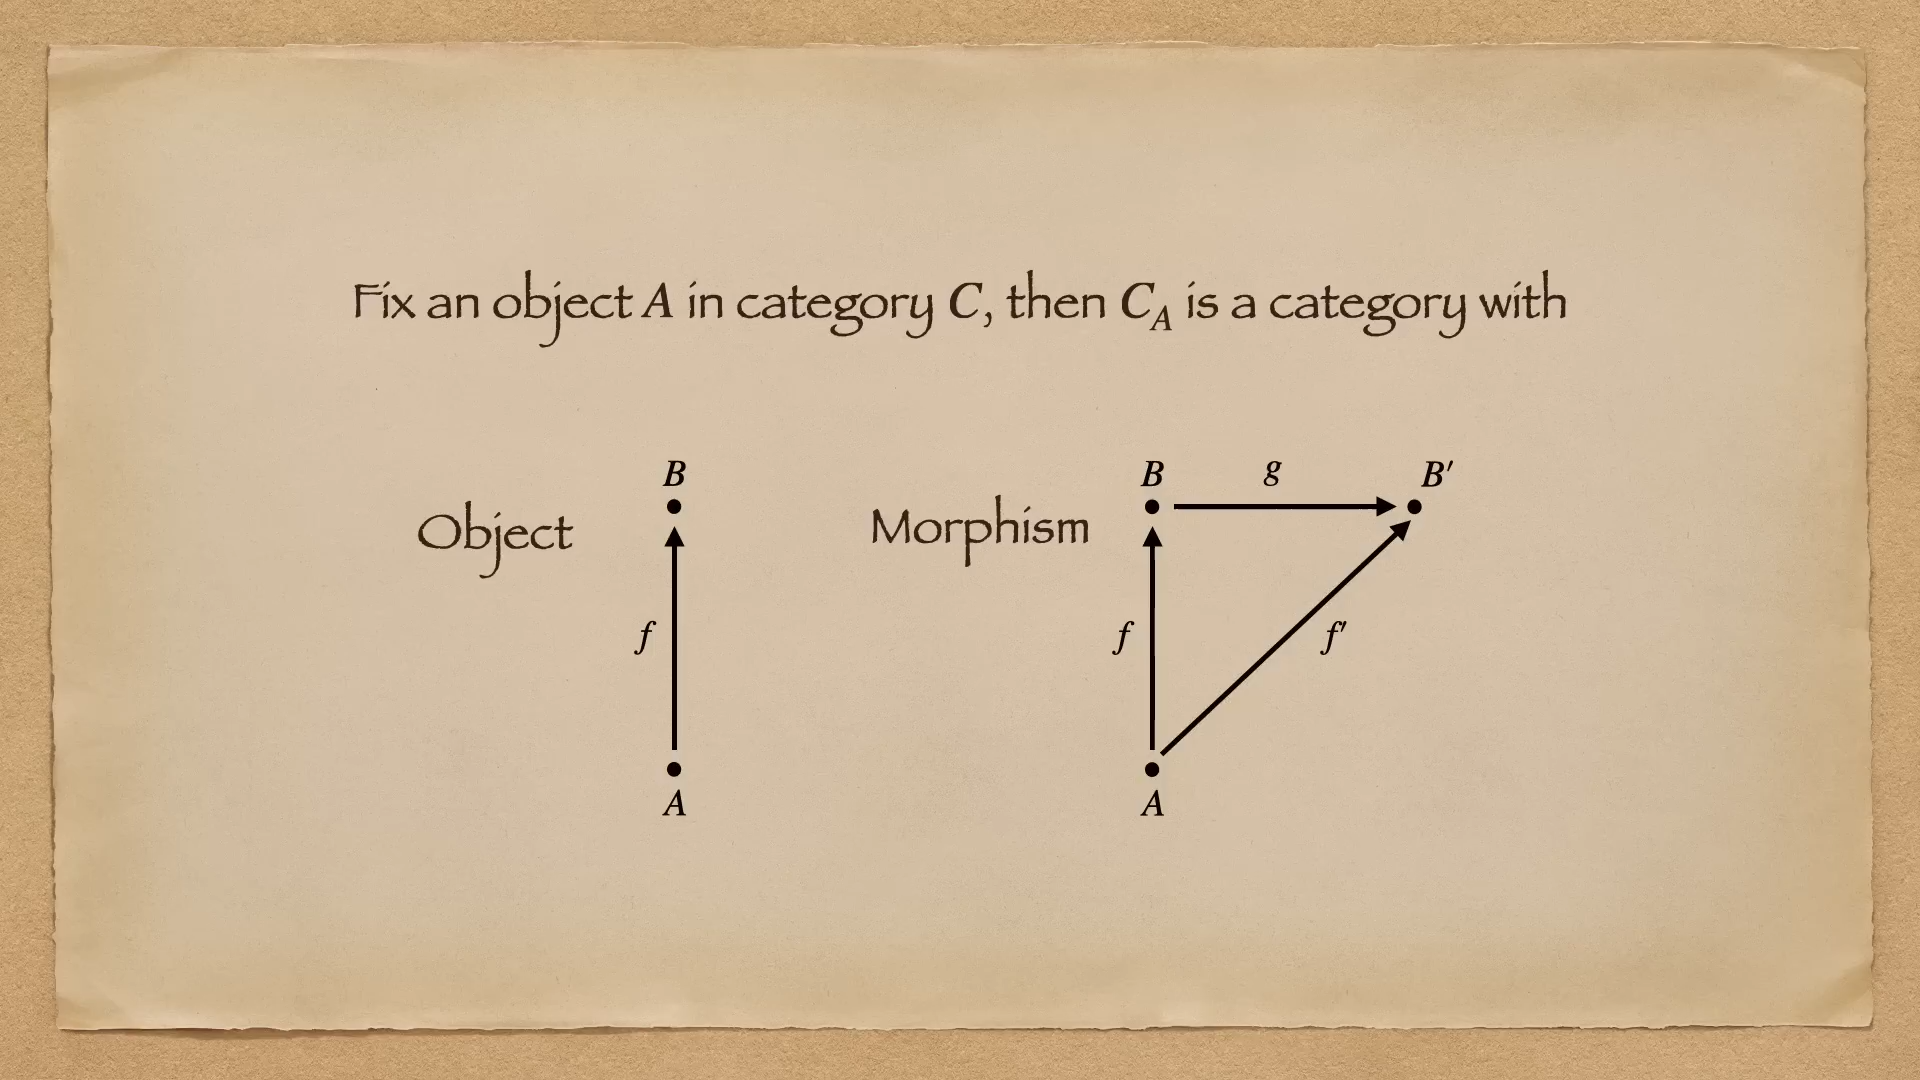 Fix an object A in category C, then C_A is a category with
B B g B′
Object Morphism
f f f′
A A